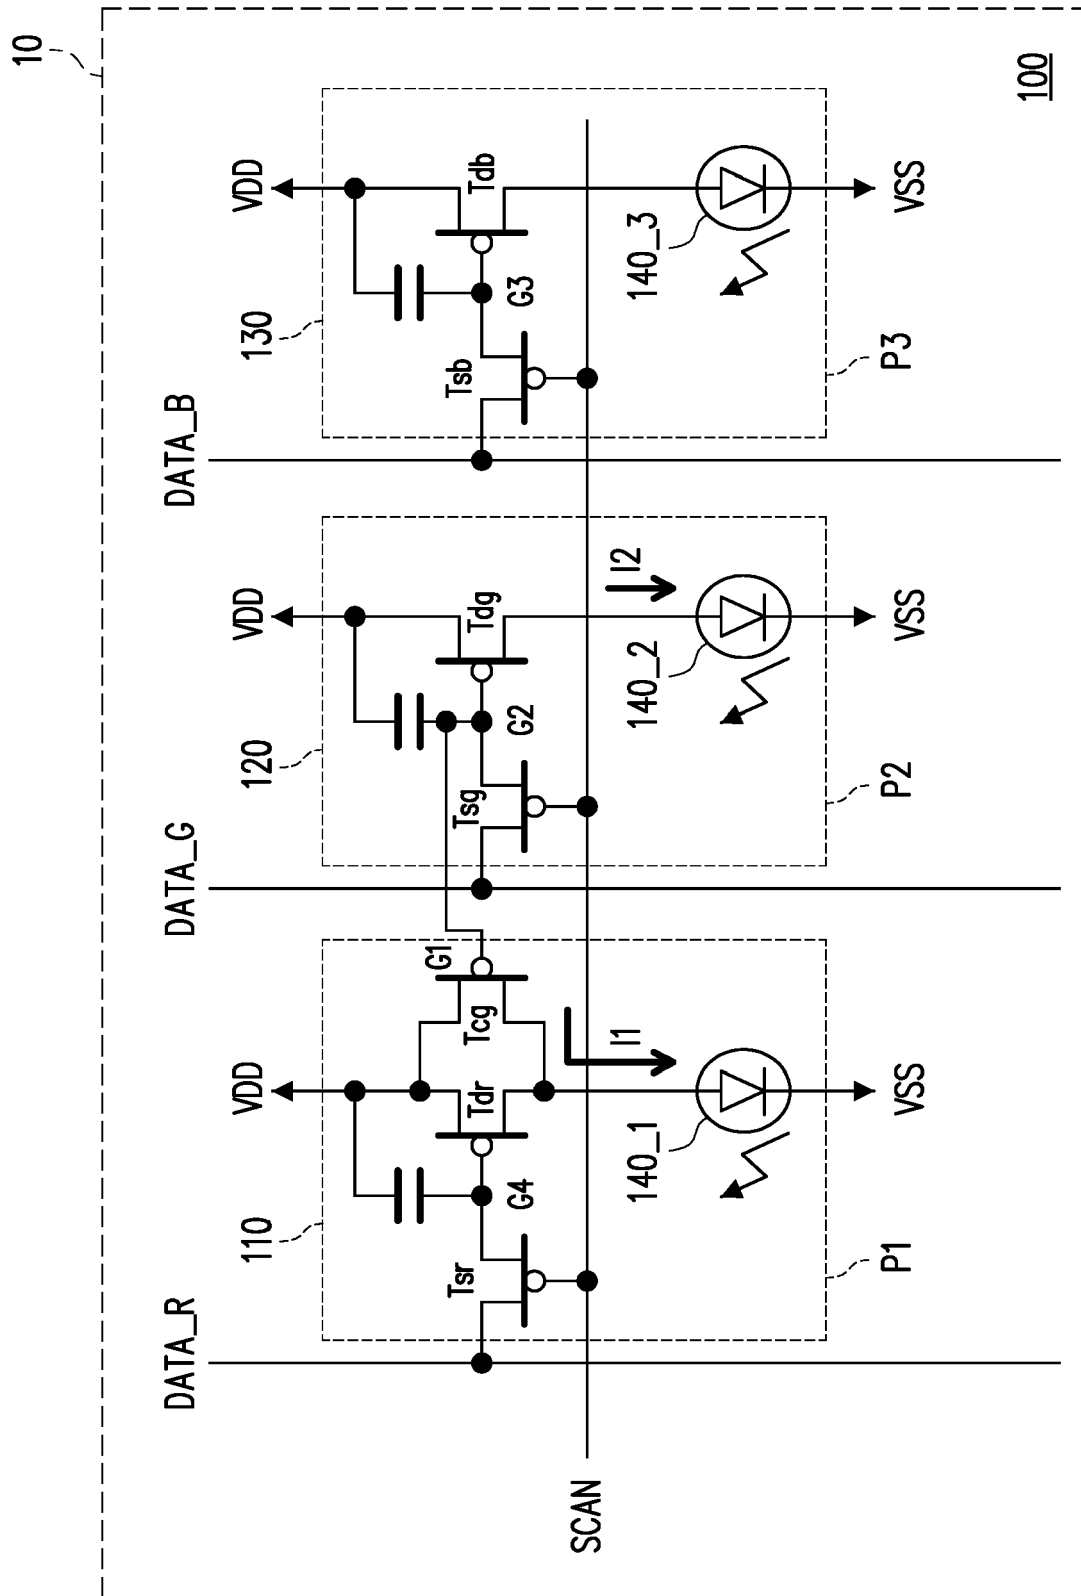 10
DATA_R
DATA_G
DATA_B
110
VDD
120
VDD
130
VDD
Tsr
G4
Tdr
Tcg
G1
Tsg
G2
Tdg
Tsb
G3
Tdb
SCAN
I1
I2
140_1
140_2
140_3
P1
VSS
P2
VSS
P3
VSS
100